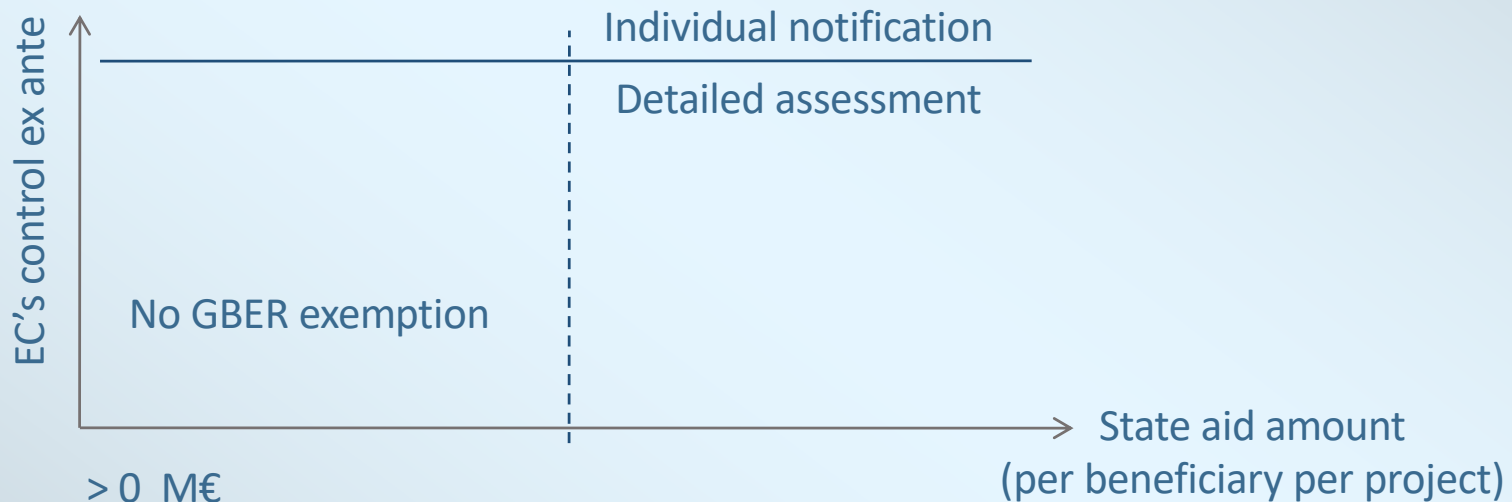 EC's control ex ante
Individual notification
Detailed assessment
No GBER exemption
State aid amount
(per beneficiary per project)
> 0 M€